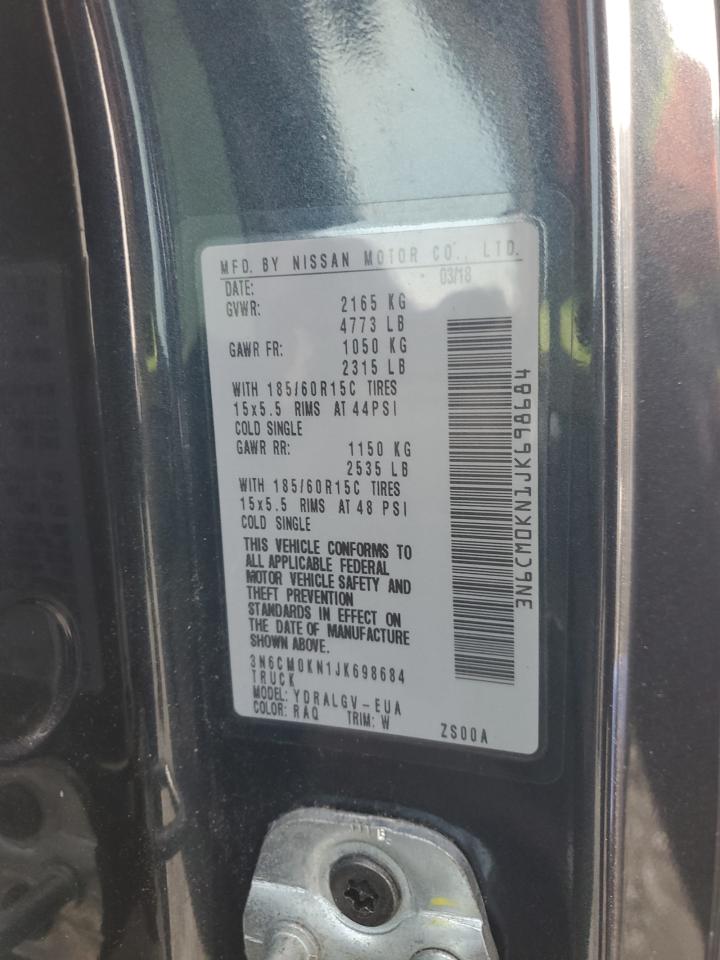 MFD. BY NISSAN MOTOR CO., LTD.
DATE: 03/18
GVWR: 2165 KG
4773 LB
GAWR FR: 1050 KG
2315 LB
WITH 185/60R15C TIRES
15x5.5 RIMS AT 44PSI
COLD SINGLE
GAWR RR: 1150 KG
2535 LB
WITH 185/60R15C TIRES
15x5.5 RIMS AT 48 PSI
COLD SINGLE
THIS VEHICLE CONFORMS TO
ALL APPLICABLE FEDERAL
MOTOR VEHICLE SAFETY AND
THEFT PREVENTION
STANDARDS IN EFFECT ON
THE DATE OF MANUFACTURE
SHOWN ABOVE.
3N6CM0KN1JK698684
TRUCK
MODEL: YDRALGV-EUA
COLOR: RAQ TRIM: W ZS00A
3N6CM0KN1JK698684